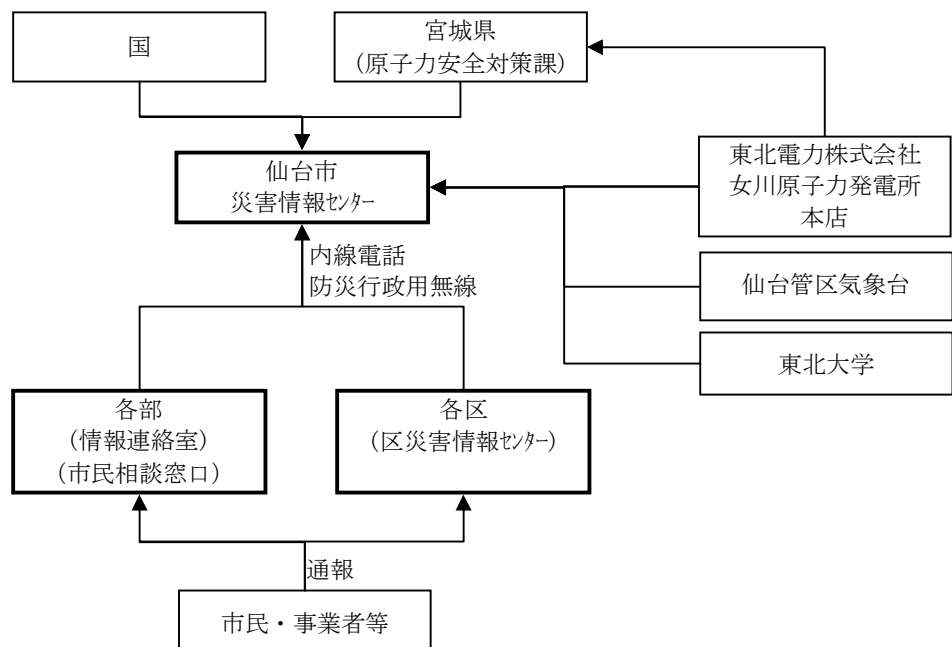 国
宮城県
(原子力安全対策課)
仙台市
災害情報ｾﾝﾀｰ
東北電力株式会社
女川原子力発電所
本店
内線電話
防災行政用無線
仙台管区気象台
東北大学
各部
(情報連絡室)
(市民相談窓口)
各区
(区災害情報ｾﾝﾀｰ)
通報
市民・事業者等